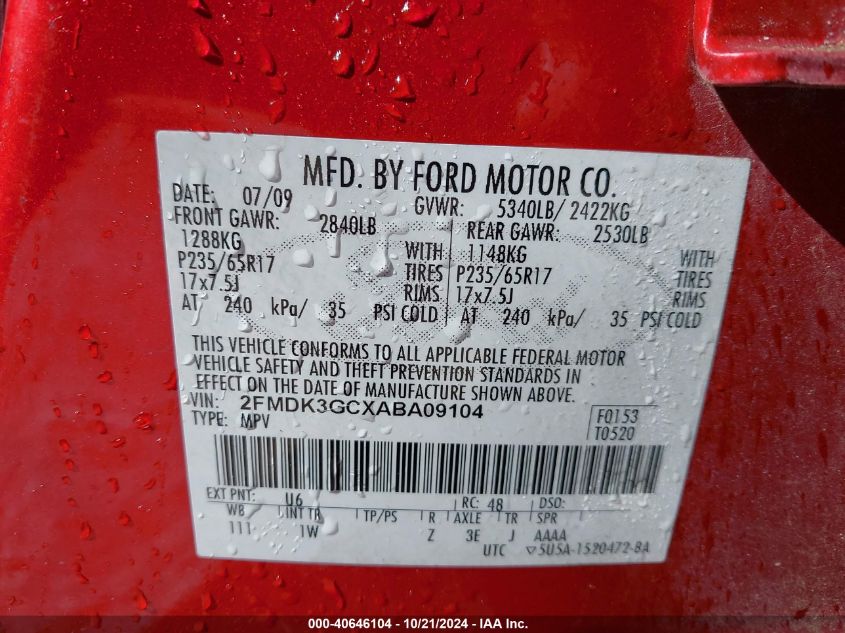 MFD. BY FORD MOTOR CO.
DATE: 07/09 GVWR: 5340LB/ 2422KG
FRONT GAWR: 2840LB REAR GAWR: 2530LB
1288KG WITH 1148KG WITH
P235/65R17 TIRES P235/65R17 TIRES
17x7.5J RIMS 17x7.5J RIMS
AT 240 kPa/ 35 PSI COLD AT 240 kPa/ 35 PSI COLD
THIS VEHICLE CONFORMS TO ALL APPLICABLE FEDERAL MOTOR
VEHICLE SAFETY AND THEFT PREVENTION STANDARDS IN
EFFECT ON THE DATE OF MANUFACTURE SHOWN ABOVE.
VIN: 2FMDK3GCXABA09104 F0153
TYPE: MPV T0520
EXT PNT: U6 RC: 48 DSO:
WB INT TR TP/PS R AXLE TR SPR
111 1W Z 3E J AAAA
UTC ▽5U5A-1520472-BA
000-40646104 - 10/21/2024 - IAA Inc.